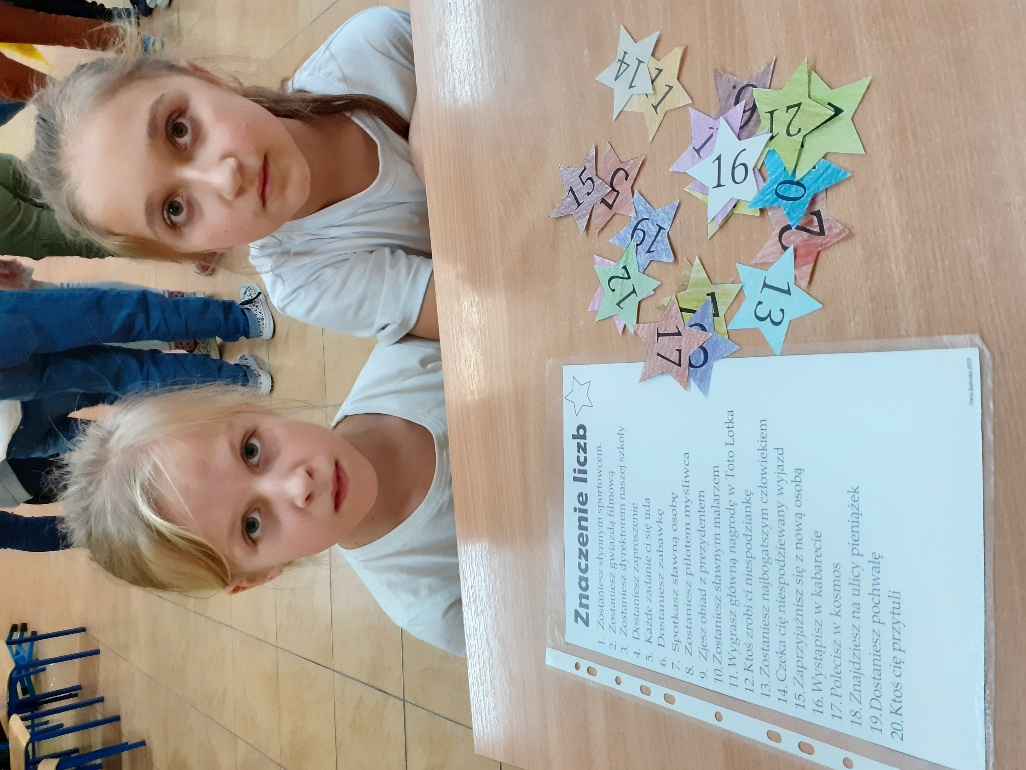 Znaczenie liczb
1. Zostaniesz słynnym sportowcem.
2. Zostaniesz gwiazdą filmową
3. Zostaniesz dyrektorem naszej szkoły
4. Dostaniesz zaproszenie
5. Każde zadanie ci się uda
6. Dostaniesz zabawkę
7. Spotkasz sławną osobę
8. Zostaniesz pilotem myśliwca
9. Zjesz obiad z prezydentem
10. Zostaniesz sławnym malarzem
11. Wygrasz główną nagrodę w Toto Lotka
12. Ktoś zrobi ci niespodziankę
13. Zostaniesz najbogatszym człowiekiem
14. Czeka cię niespodziewany wyjazd
15. Zaprzyjaźnisz się z nową osobą
16. Wystąpisz w kabarecie
17. Polecisz w kosmos
18. Znajdziesz na ulicy pieniążek
19. Dostaniesz pochwałę
20. Ktoś cię przytuli
14
15
19
12
16
17
13